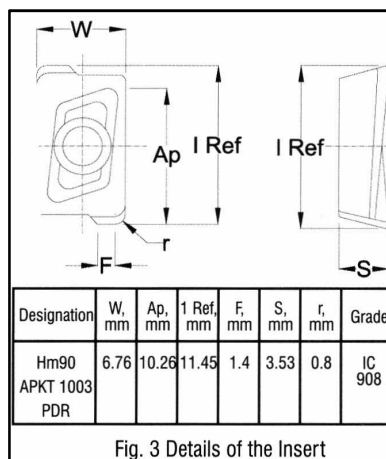 W
Ap
l Ref
l Ref
r
F
S
Designation W, mm Ap, mm 1 Ref, mm F, mm S, mm r, mm Grade
Hm90 APKT 1003 PDR 6.76 10.26 11.45 1.4 3.53 0.8 IC 908
Fig. 3 Details of the Insert